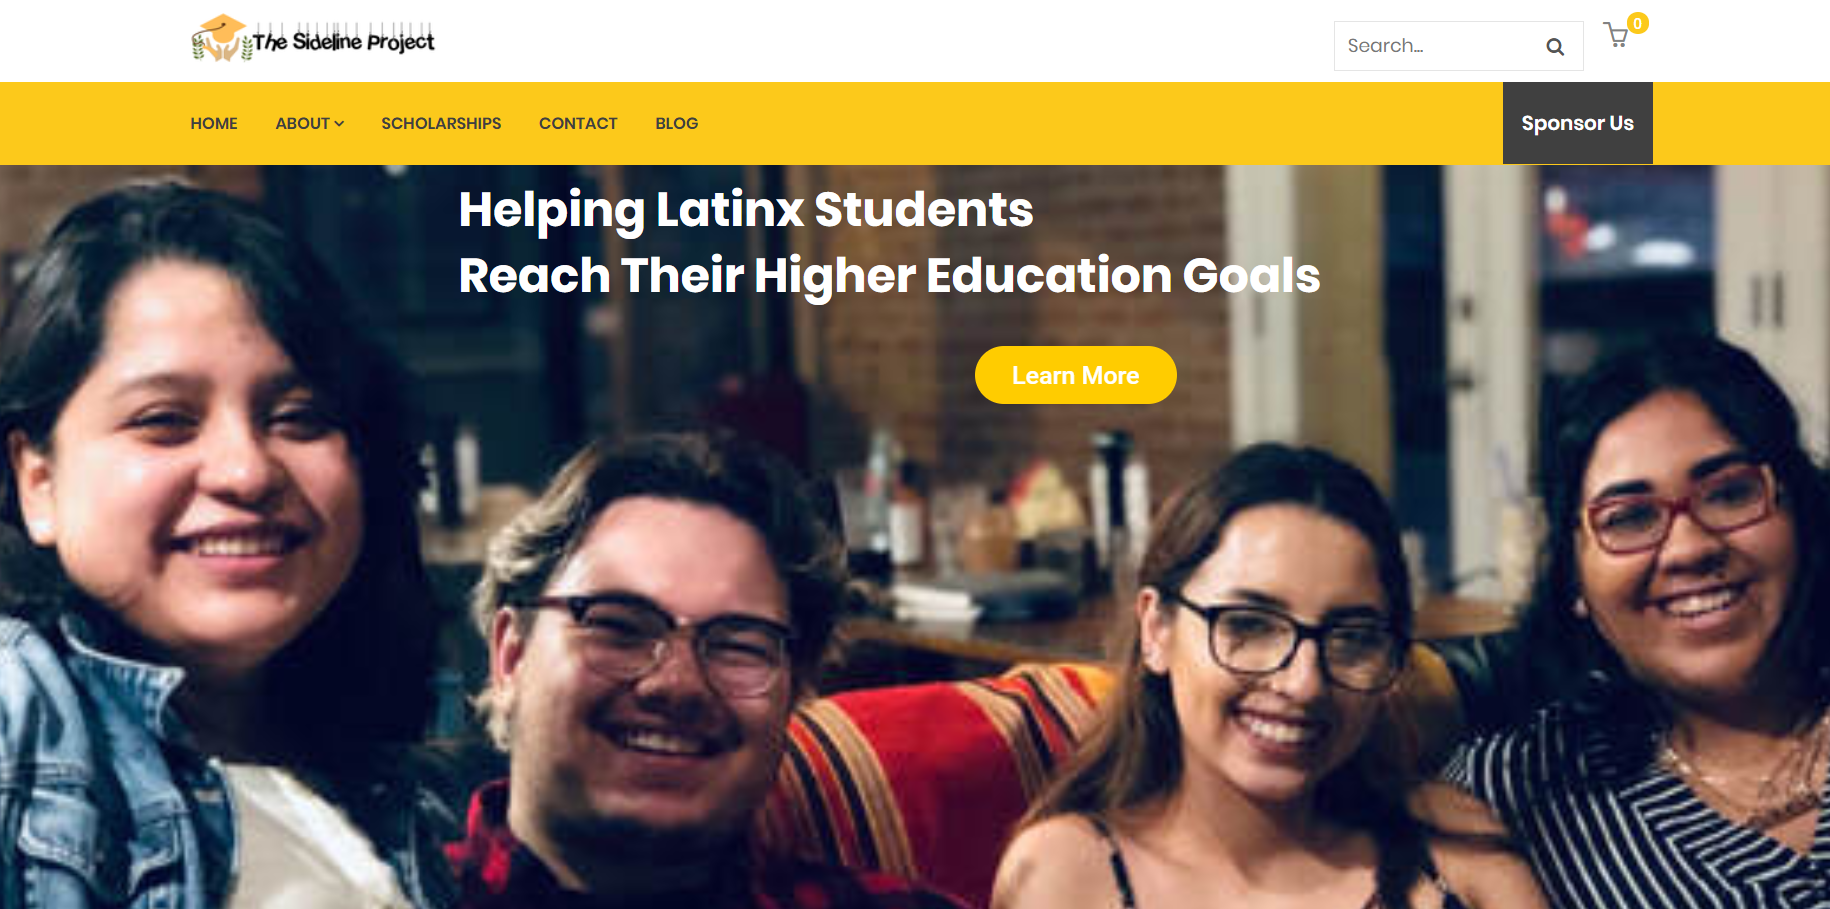 The Sideline Project
Search...
0
HOME ABOUT SCHOLARSHIPS CONTACT BLOG
Sponsor Us
Helping Latinx Students
Reach Their Higher Education Goals
Learn More